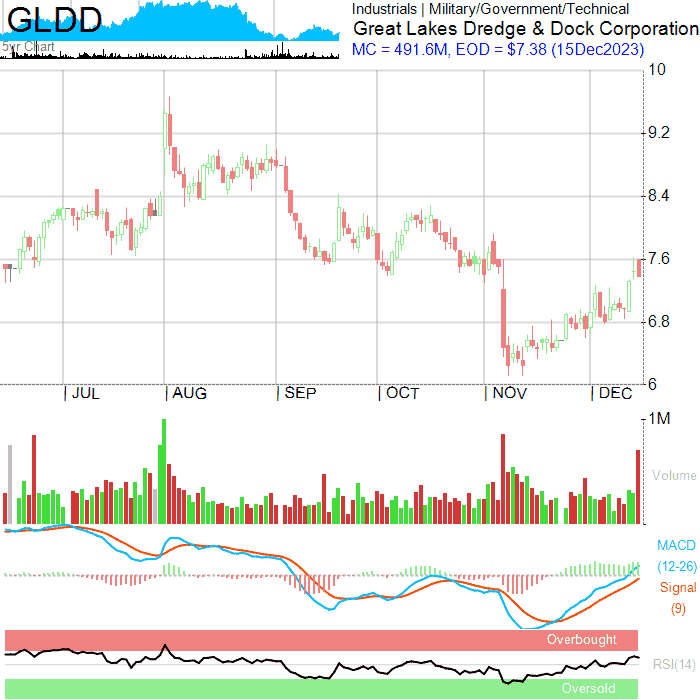 GLDD
5yr Chart
Industrials | Military/Government/Technical
Great Lakes Dredge & Dock Corporation
MC = 491.6M, EOD = $7.38 (15Dec2023)
10
9.2
8.4
7.6
6.8
6
| JUL | AUG | SEP | OCT | NOV | DEC
1M
Volume
MACD
(12-26)
Signal
(9)
Overbought
RSI(14)
Oversold